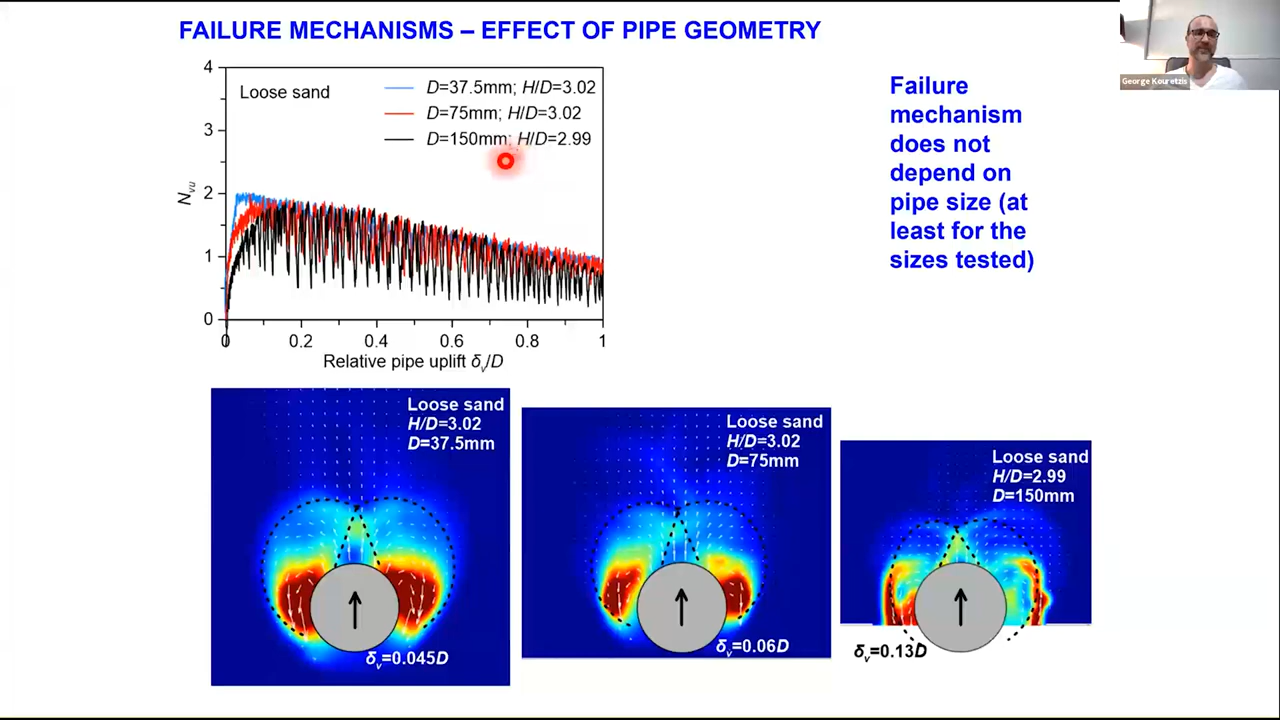 FAILURE MECHANISMS – EFFECT OF PIPE GEOMETRY
George Kouretzis
Failure
mechanism
does not
depend on
pipe size (at
least for the
sizes tested)
4
3
2
1
0
N_vu
Loose sand
D=37.5mm; H/D=3.02
D=75mm; H/D=3.02
D=150mm; H/D=2.99
0
0.2
0.4
0.6
0.8
1
Relative pipe uplift δ_v/D
Loose sand
H/D=3.02
D=37.5mm
δ_v=0.045D
Loose sand
H/D=3.02
D=75mm
δ_v=0.06D
Loose sand
H/D=2.99
D=150mm
δ_v=0.13D